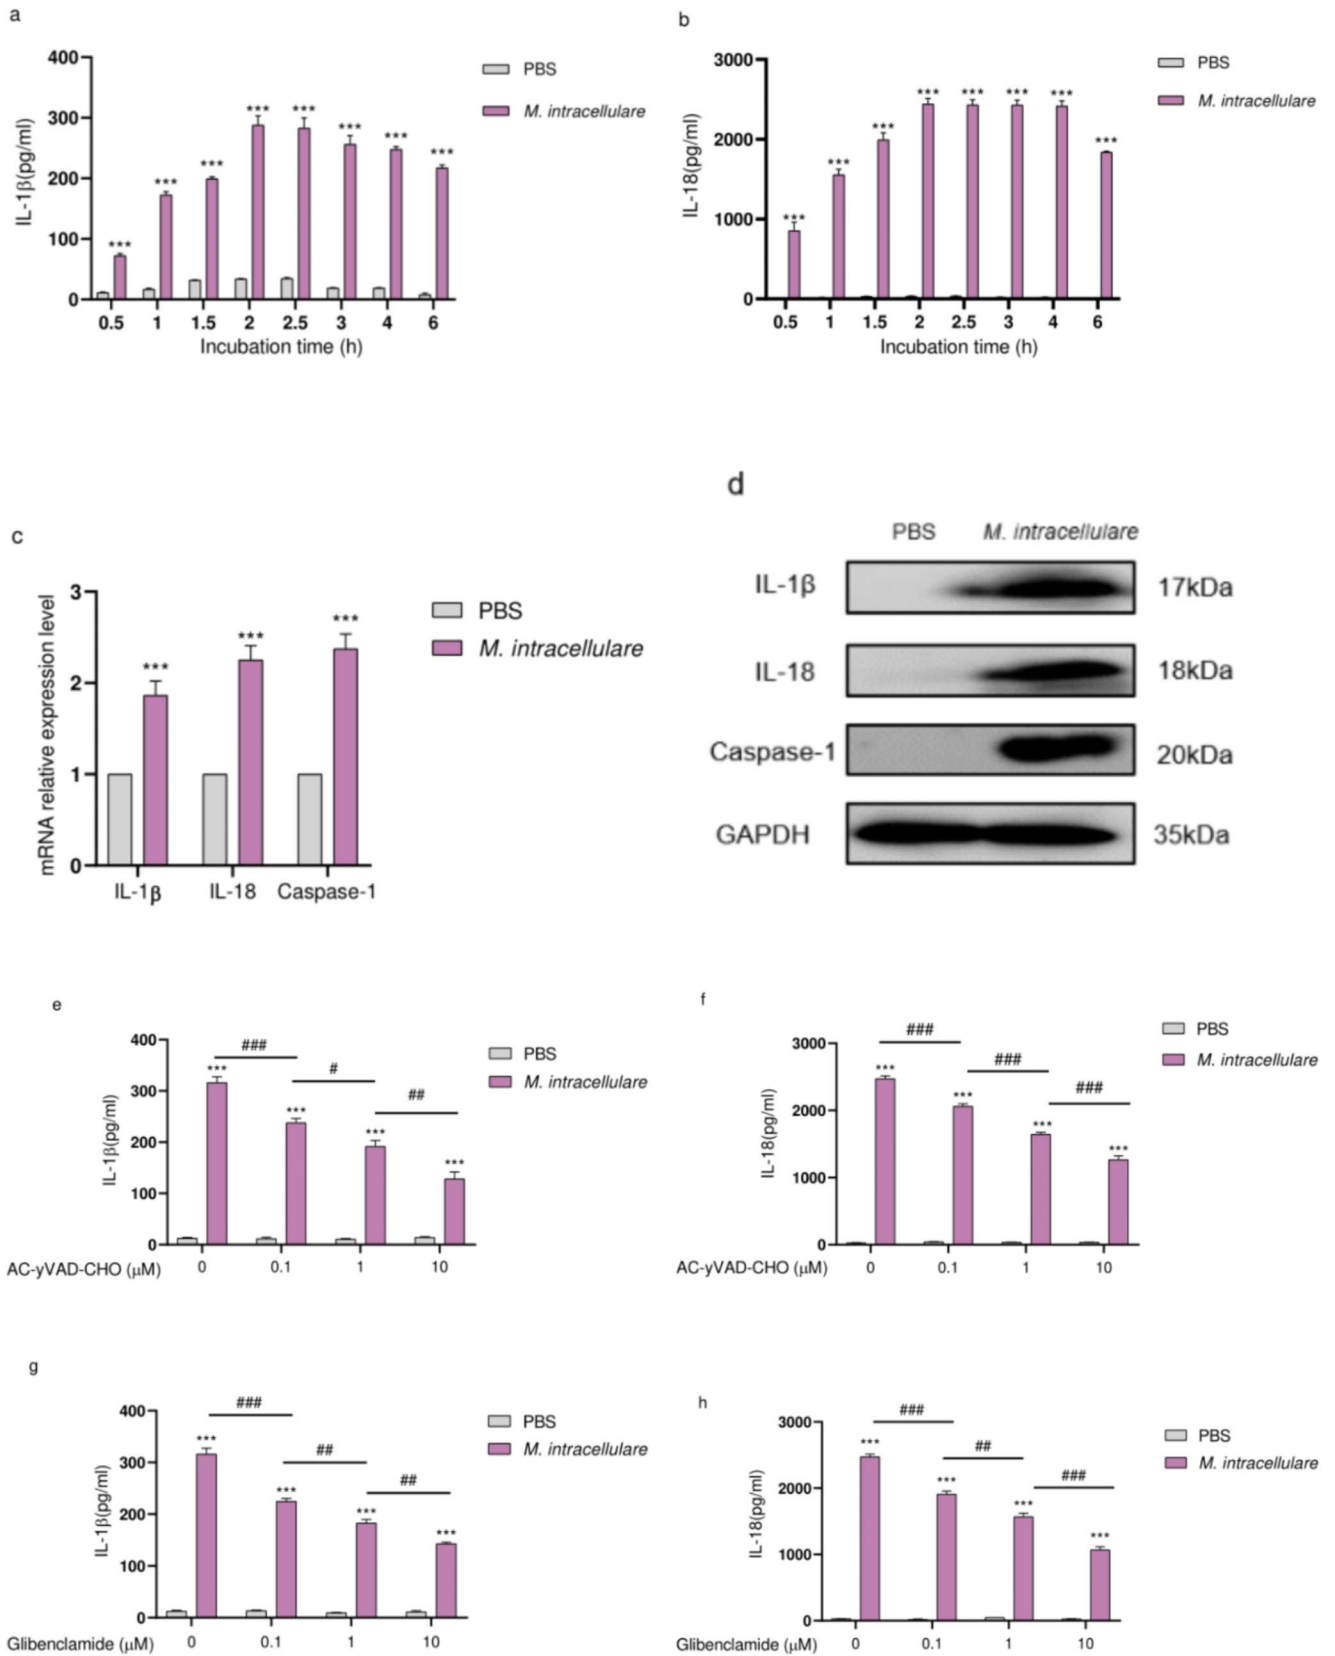 a
400
300
200
100
0
IL-1β(pg/ml)
*** *** *** *** *** *** *** ***
0.5 1 1.5 2 2.5 3 4 6
Incubation time (h)
PBS
M. intracellulare
b
3000
2000
1000
0
IL-18(pg/ml)
*** *** *** *** *** *** *** ***
0.5 1 1.5 2 2.5 3 4 6
Incubation time (h)
PBS
M. intracellulare
c
3
2
1
0
mRNA relative expression level
*** *** ***
IL-1β IL-18 Caspase-1
PBS
M. intracellulare
d
PBS M. intracellulare
IL-1β 17kDa
IL-18 18kDa
Caspase-1 20kDa
GAPDH 35kDa
e
400
300
200
100
0
IL-1β(pg/ml)
### # ##
*** *** *** ***
AC-yVAD-CHO (μM) 0 0.1 1 10
PBS
M. intracellulare
f
3000
2000
1000
0
IL-18(pg/ml)
### ### ###
*** *** *** ***
AC-yVAD-CHO (μM) 0 0.1 1 10
PBS
M. intracellulare
g
400
300
200
100
0
IL-1β(pg/ml)
### ## ##
*** *** *** ***
Glibenclamide (μM) 0 0.1 1 10
PBS
M. intracellulare
h
3000
2000
1000
0
IL-18(pg/ml)
### ## ###
*** *** *** ***
Glibenclamide (μM) 0 0.1 1 10
PBS
M. intracellulare